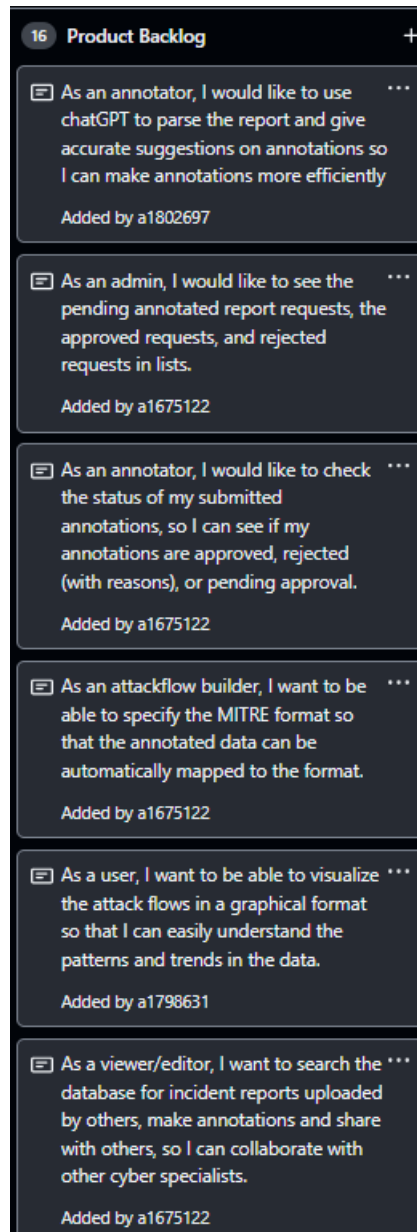 16 Product Backlog +
As an annotator, I would like to use ...
chatGPT to parse the report and give
accurate suggestions on annotations so
I can make annotations more efficiently
Added by a1802697
As an admin, I would like to see the ...
pending annotated report requests, the
approved requests, and rejected
requests in lists.
Added by a1675122
As an annotator, I would like to check ...
the status of my submitted
annotations, so I can see if my
annotations are approved, rejected
(with reasons), or pending approval.
Added by a1675122
As an attackflow builder, I want to be ...
able to specify the MITRE format so
that the annotated data can be
automatically mapped to the format.
Added by a1675122
As a user, I want to be able to visualize ...
the attack flows in a graphical format
so that I can easily understand the
patterns and trends in the data.
Added by a1798631
As a viewer/editor, I want to search the ...
database for incident reports uploaded
by others, make annotations and share
with others, so I can collaborate with
other cyber specialists.
Added by a1675122